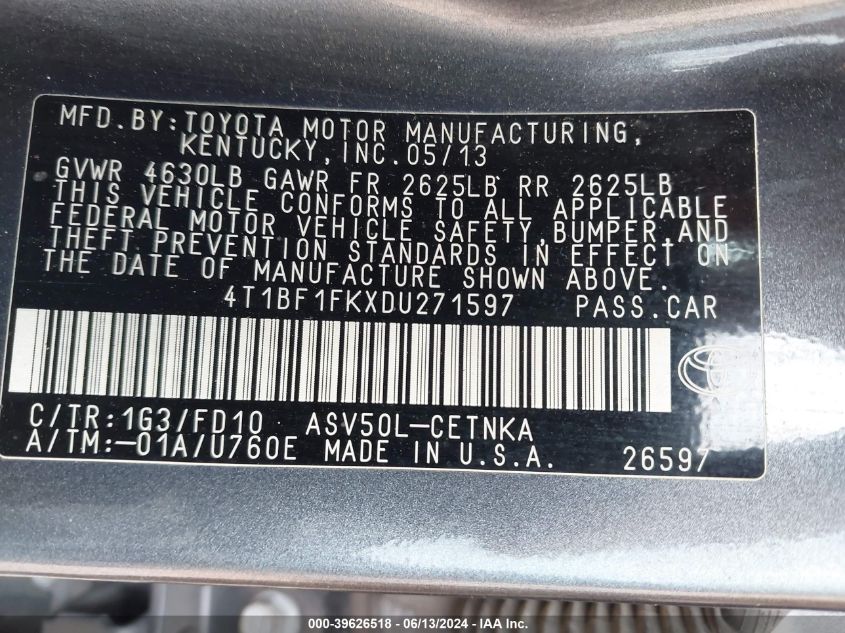 MFD.BY:TOYOTA MOTOR MANUFACTURING,
KENTUCKY,INC.05/13
GVWR 4630LB GAWR FR 2625LB RR 2625LB
THIS VEHICLE CONFORMS TO ALL APPLICABLE
FEDERAL MOTOR VEHICLE SAFETY,BUMPER,AND
THEFT PREVENTION STANDARDS IN EFFECT ON
THE DATE OF MANUFACTURE SHOWN ABOVE.
4T1BF1FKXDU271597 PASS.CAR
C/TR:1G3/FD10 ASV50L-CETNKA
A/TM:-01A/U760E MADE IN U.S.A. 26597
000-39626518 - 06/13/2024 - IAAI.com